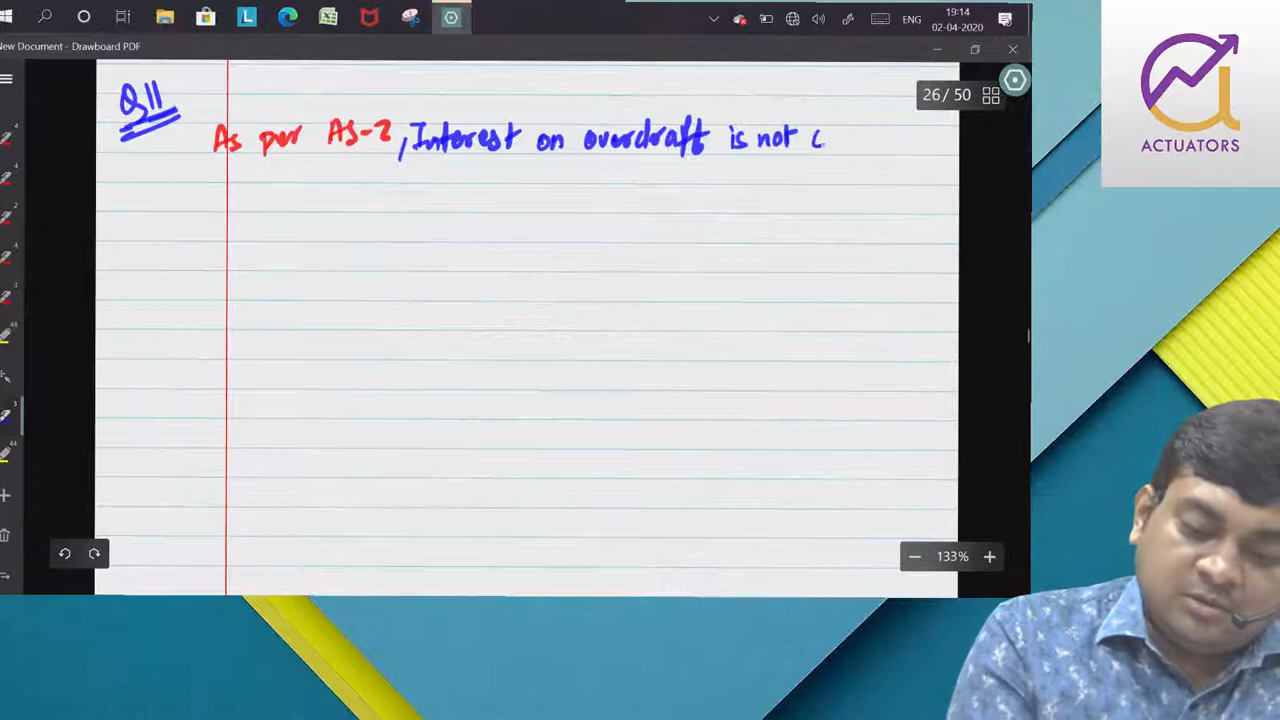 19:14
ENG
02-04-2020
New Document - Drawboard PDF
26 / 50
Q11
As per AS-2, Interest on overdraft is not c
ACTUATORS
133%